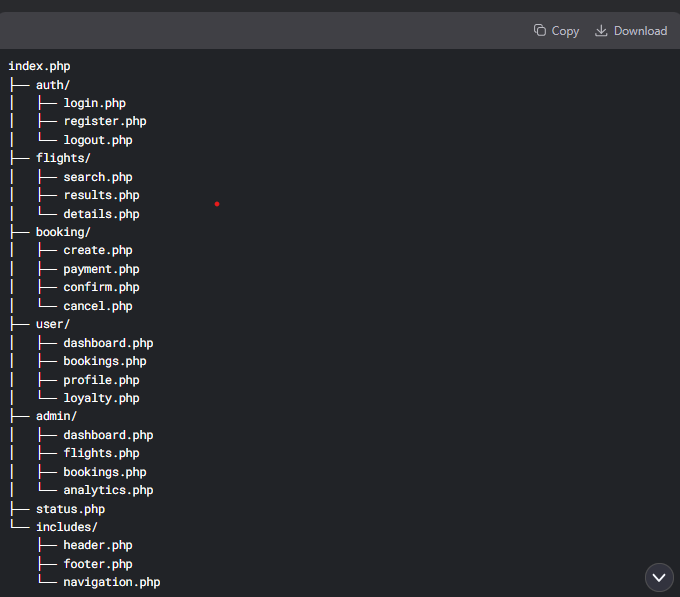 Copy Download
index.php
├── auth/
│   ├── login.php
│   ├── register.php
│   └── logout.php
├── flights/
│   ├── search.php
│   ├── results.php
│   └── details.php
├── booking/
│   ├── create.php
│   ├── payment.php
│   ├── confirm.php
│   └── cancel.php
├── user/
│   ├── dashboard.php
│   ├── bookings.php
│   ├── profile.php
│   └── loyalty.php
├── admin/
│   ├── dashboard.php
│   ├── flights.php
│   ├── bookings.php
│   └── analytics.php
├── status.php
└── includes/
    ├── header.php
    ├── footer.php
    └── navigation.php